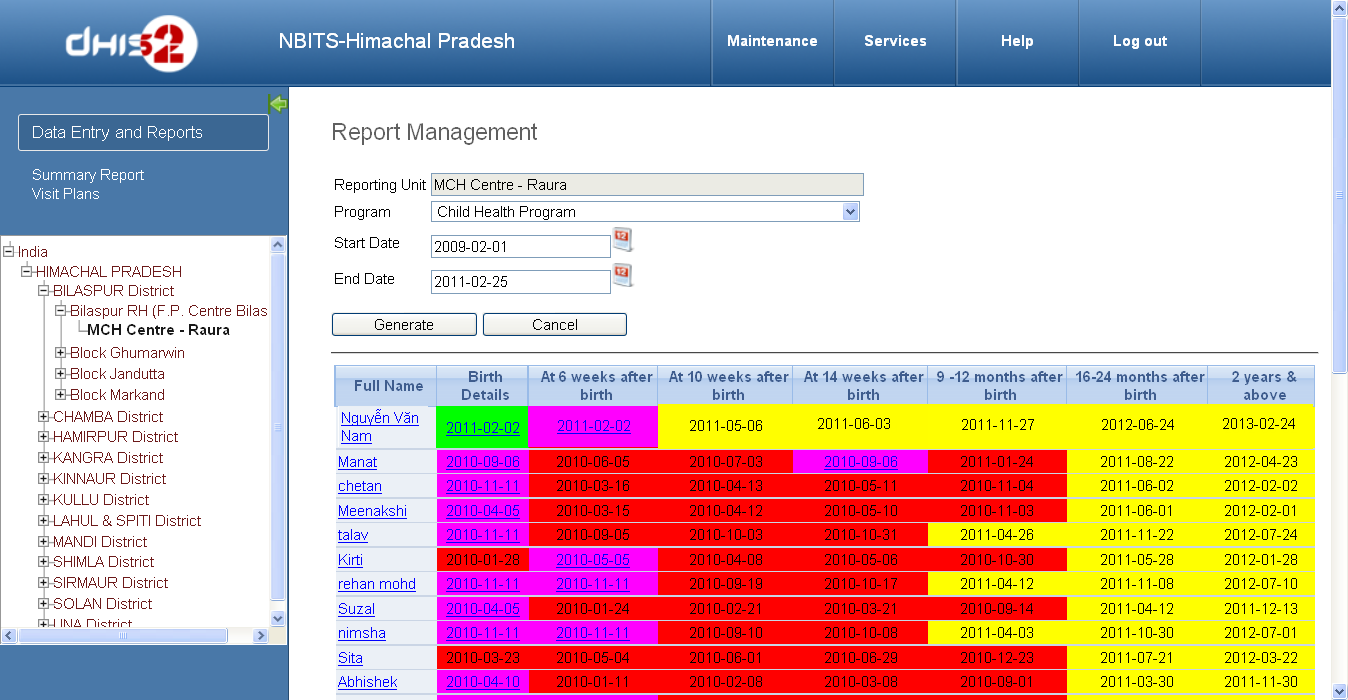 dHIS2
NBITS-Himachal Pradesh
Maintenance
Services
Help
Log out
Data Entry and Reports
Summary Report
Visit Plans
India
HIMACHAL PRADESH
BILASPUR District
Bilaspur RH (F.P. Centre Bilas
MCH Centre - Raura
Block Ghumarwin
Block Jandutta
Block Markand
CHAMBA District
HAMIRPUR District
KANGRA District
KINNAUR District
KULLU District
LAHUL & SPITI District
MANDI District
SHIMLA District
SIRMAUR District
SOLAN District
UNA District
Report Management
Reporting Unit MCH Centre - Raura
Program Child Health Program
Start Date 2009-02-01
12
End Date 2011-02-25
12
Generate Cancel
Full Name
Birth
Details
At 6 weeks after
birth
At 10 weeks after
birth
At 14 weeks after
birth
9 -12 months after
birth
16-24 months after
birth
2 years &
above
Nguyễn Văn
Nam
2011-02-02 2011-02-02 2011-05-06 2011-06-03 2011-11-27 2012-06-24 2013-02-24
Manat 2010-09-06 2010-06-05 2010-07-03 2010-09-06 2011-01-24 2011-08-22 2012-04-23
chetan 2010-11-11 2010-03-16 2010-04-13 2010-05-11 2010-11-04 2011-06-02 2012-02-02
Meenakshi 2010-04-05 2010-03-15 2010-04-12 2010-05-10 2010-11-03 2011-06-01 2012-02-01
talav 2010-11-11 2010-09-05 2010-10-03 2010-10-31 2011-04-26 2011-11-22 2012-07-24
Kirti 2010-01-28 2010-05-05 2010-04-08 2010-05-06 2010-10-30 2011-05-28 2012-01-28
rehan mohd 2010-11-11 2010-11-11 2010-09-19 2010-10-17 2011-04-12 2011-11-08 2012-07-10
Suzal 2010-04-05 2010-01-24 2010-02-21 2010-03-21 2010-09-14 2011-04-12 2011-12-13
nimsha 2010-11-11 2010-11-11 2010-09-10 2010-10-08 2011-04-03 2011-10-30 2012-07-01
Sita 2010-03-23 2010-05-04 2010-06-01 2010-06-29 2010-12-23 2011-07-21 2012-03-22
Abhishek 2010-04-10 2010-01-11 2010-02-08 2010-03-08 2010-09-01 2011-03-30 2011-11-30